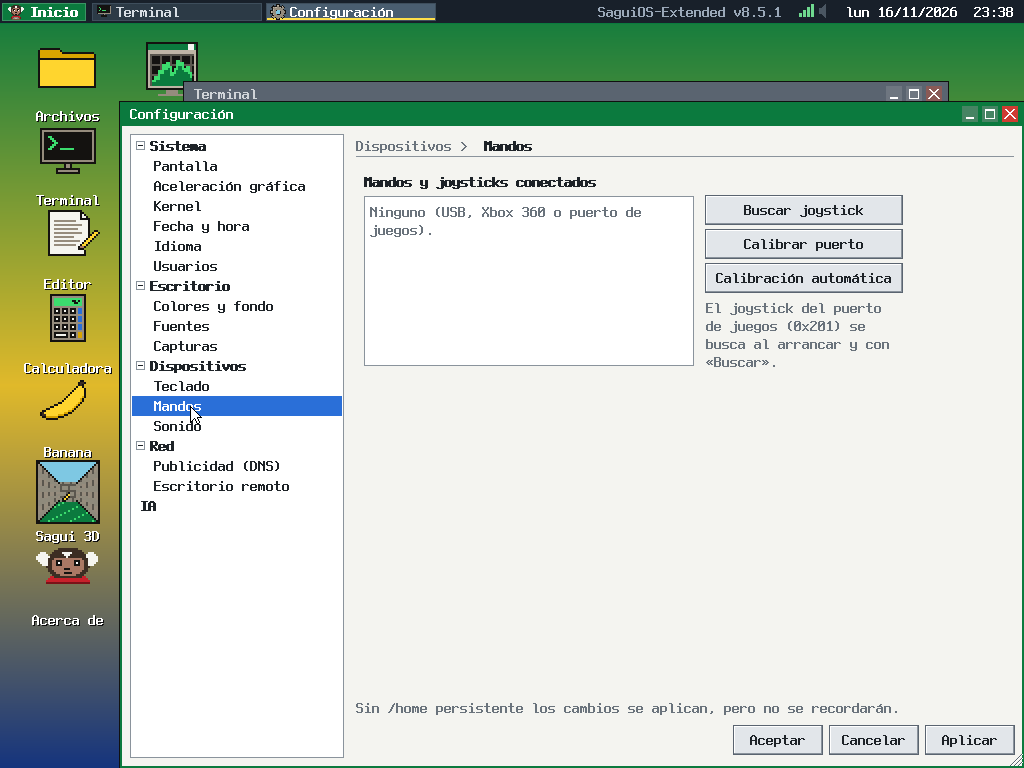 Inicio
Terminal
Configuración
SaguiOS-Extended v8.5.1
lun 16/11/2026
23:38
Archivos
Terminal
Editor
Calculadora
Banana
Sagui 3D
Acerca de
Terminal
Configuración
Sistema
Pantalla
Aceleración gráfica
Kernel
Fecha y hora
Idioma
Usuarios
Escritorio
Colores y fondo
Fuentes
Capturas
Dispositivos
Teclado
Mandos
Sonido
Red
Publicidad (DNS)
Escritorio remoto
IA
Dispositivos > Mandos
Mandos y joysticks conectados
Ninguno (USB, Xbox 360 o puerto de
juegos).
Buscar joystick
Calibrar puerto
Calibración automática
El joystick del puerto
de juegos (0x201) se
busca al arrancar y con
«Buscar».
Sin /home persistente los cambios se aplican, pero no se recordarán.
Aceptar
Cancelar
Aplicar